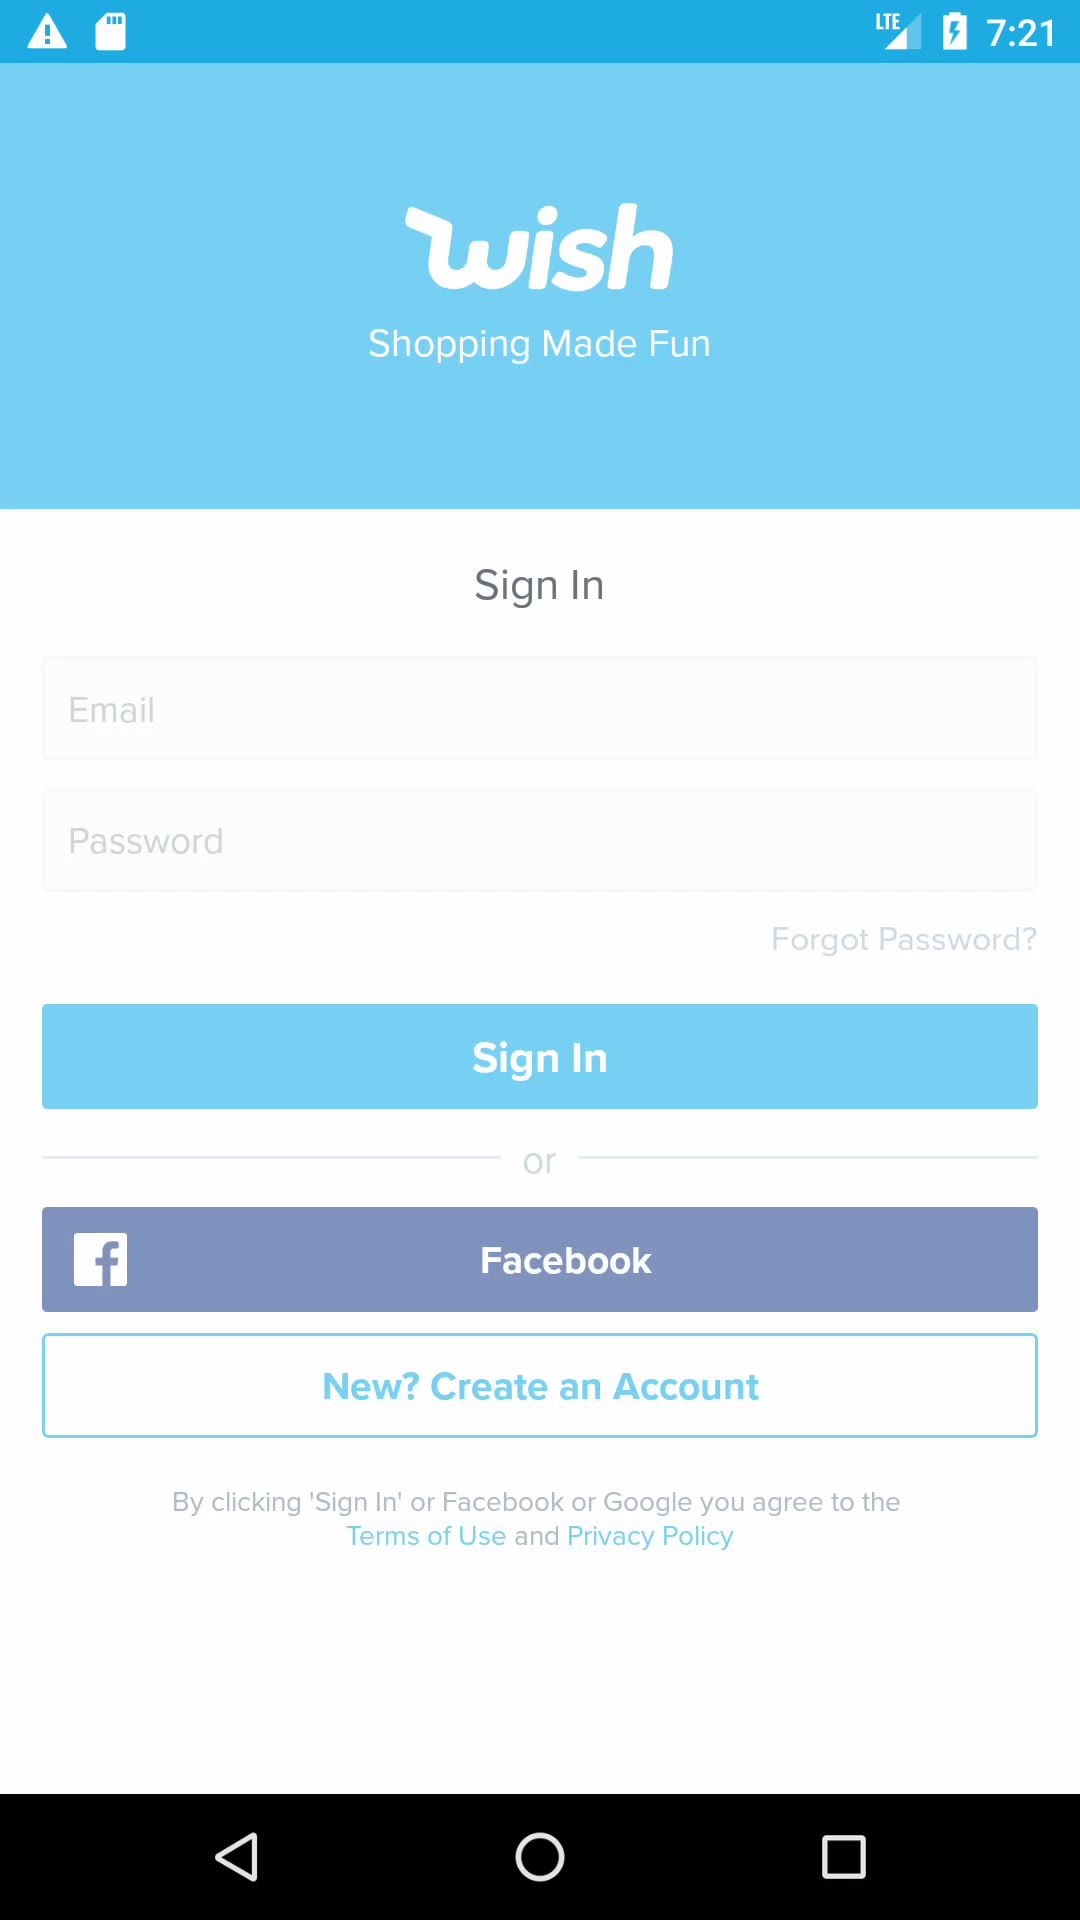 LTE 7:21
wish
Shopping Made Fun
Sign In
Email
Password
Forgot Password?
Sign In
or
Facebook
New? Create an Account
By clicking 'Sign In' or Facebook or Google you agree to the
Terms of Use and Privacy Policy